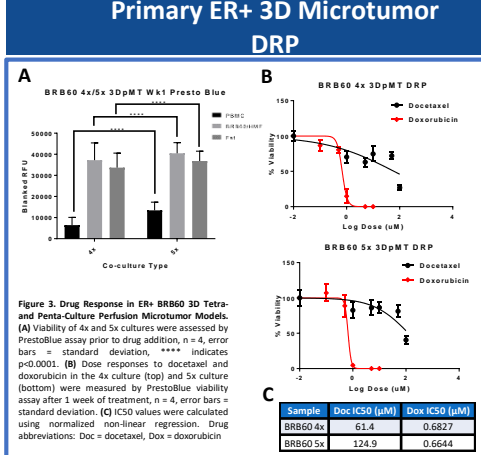 Primary ER+ 3D Microtumor
DRP
A
BRB60 4x/5x 3DpMT Wk1 Presto Blue
****
****
****
****
PBMC
Fat
Blanked RFU
50000
40000
30000
20000
10000
0
4x
5x
Co-culture Type
Figure 3. Drug Response in ER+ BRB60 3D Tetra-
and Penta-Culture Perfusion Microtumor Models.
(A) Viability of 4x and 5x cultures were assessed by
PrestoBlue assay prior to drug addition, n = 4, error
bars = standard deviation, **** indicates
p<0.0001. (B) Dose responses to docetaxel and
doxorubicin in the 4x culture (top) and 5x culture
(bottom) were measured by PrestoBlue viability
assay after 1 week of treatment, n = 4, error bars =
standard deviation. (C) IC50 values were calculated
using normalized non-linear regression. Drug
abbreviations: Doc = docetaxel, Dox = doxorubicin
B
BRB60 4x 3DpMT DRP
Docetaxel
Doxorubicin
% Viability
150
100
50
0
-2
0
2
4
Log Dose (uM)
BRB60 5x 3DpMT DRP
Docetaxel
Doxorubicin
% Viability
150
100
50
0
-2
0
2
4
Log Dose (uM)
C
Sample Doc IC50 (μM) Dox IC50 (μM)
BRB60 4x 61.4 0.6827
BRB60 5x 124.9 0.6644